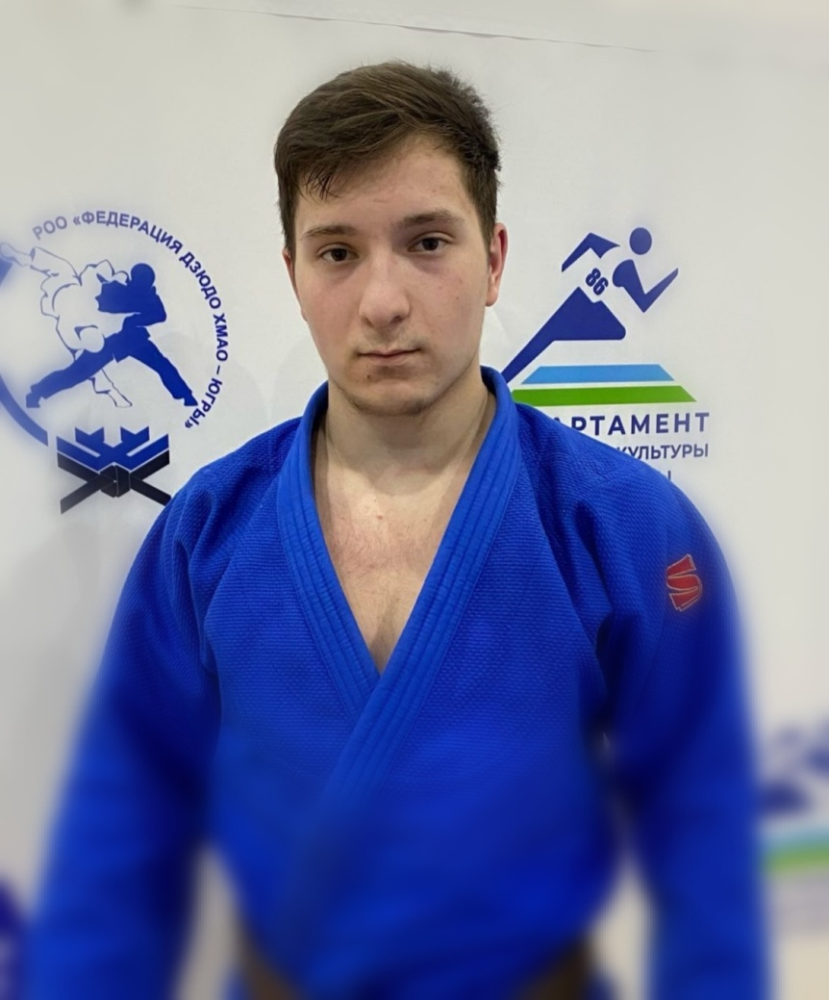 РОО «ФЕДЕРАЦИЯ ДЗЮДО ХМАО – ЮГРЫ»
86
АРТАМЕНТ
КУЛЬТУРЫ
Ы
S